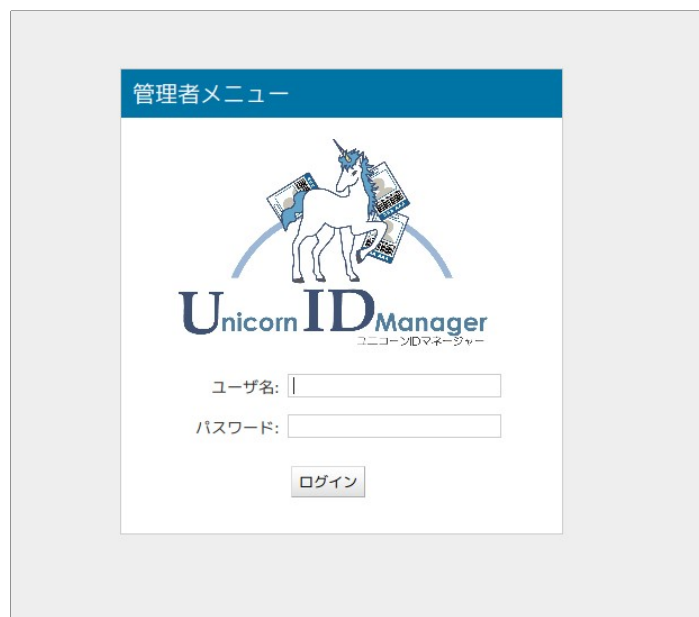 管理者メニュー
Unicorn ID Manager
ユニコーンIDマネージャー
ユーザ名:
パスワード:
ログイン